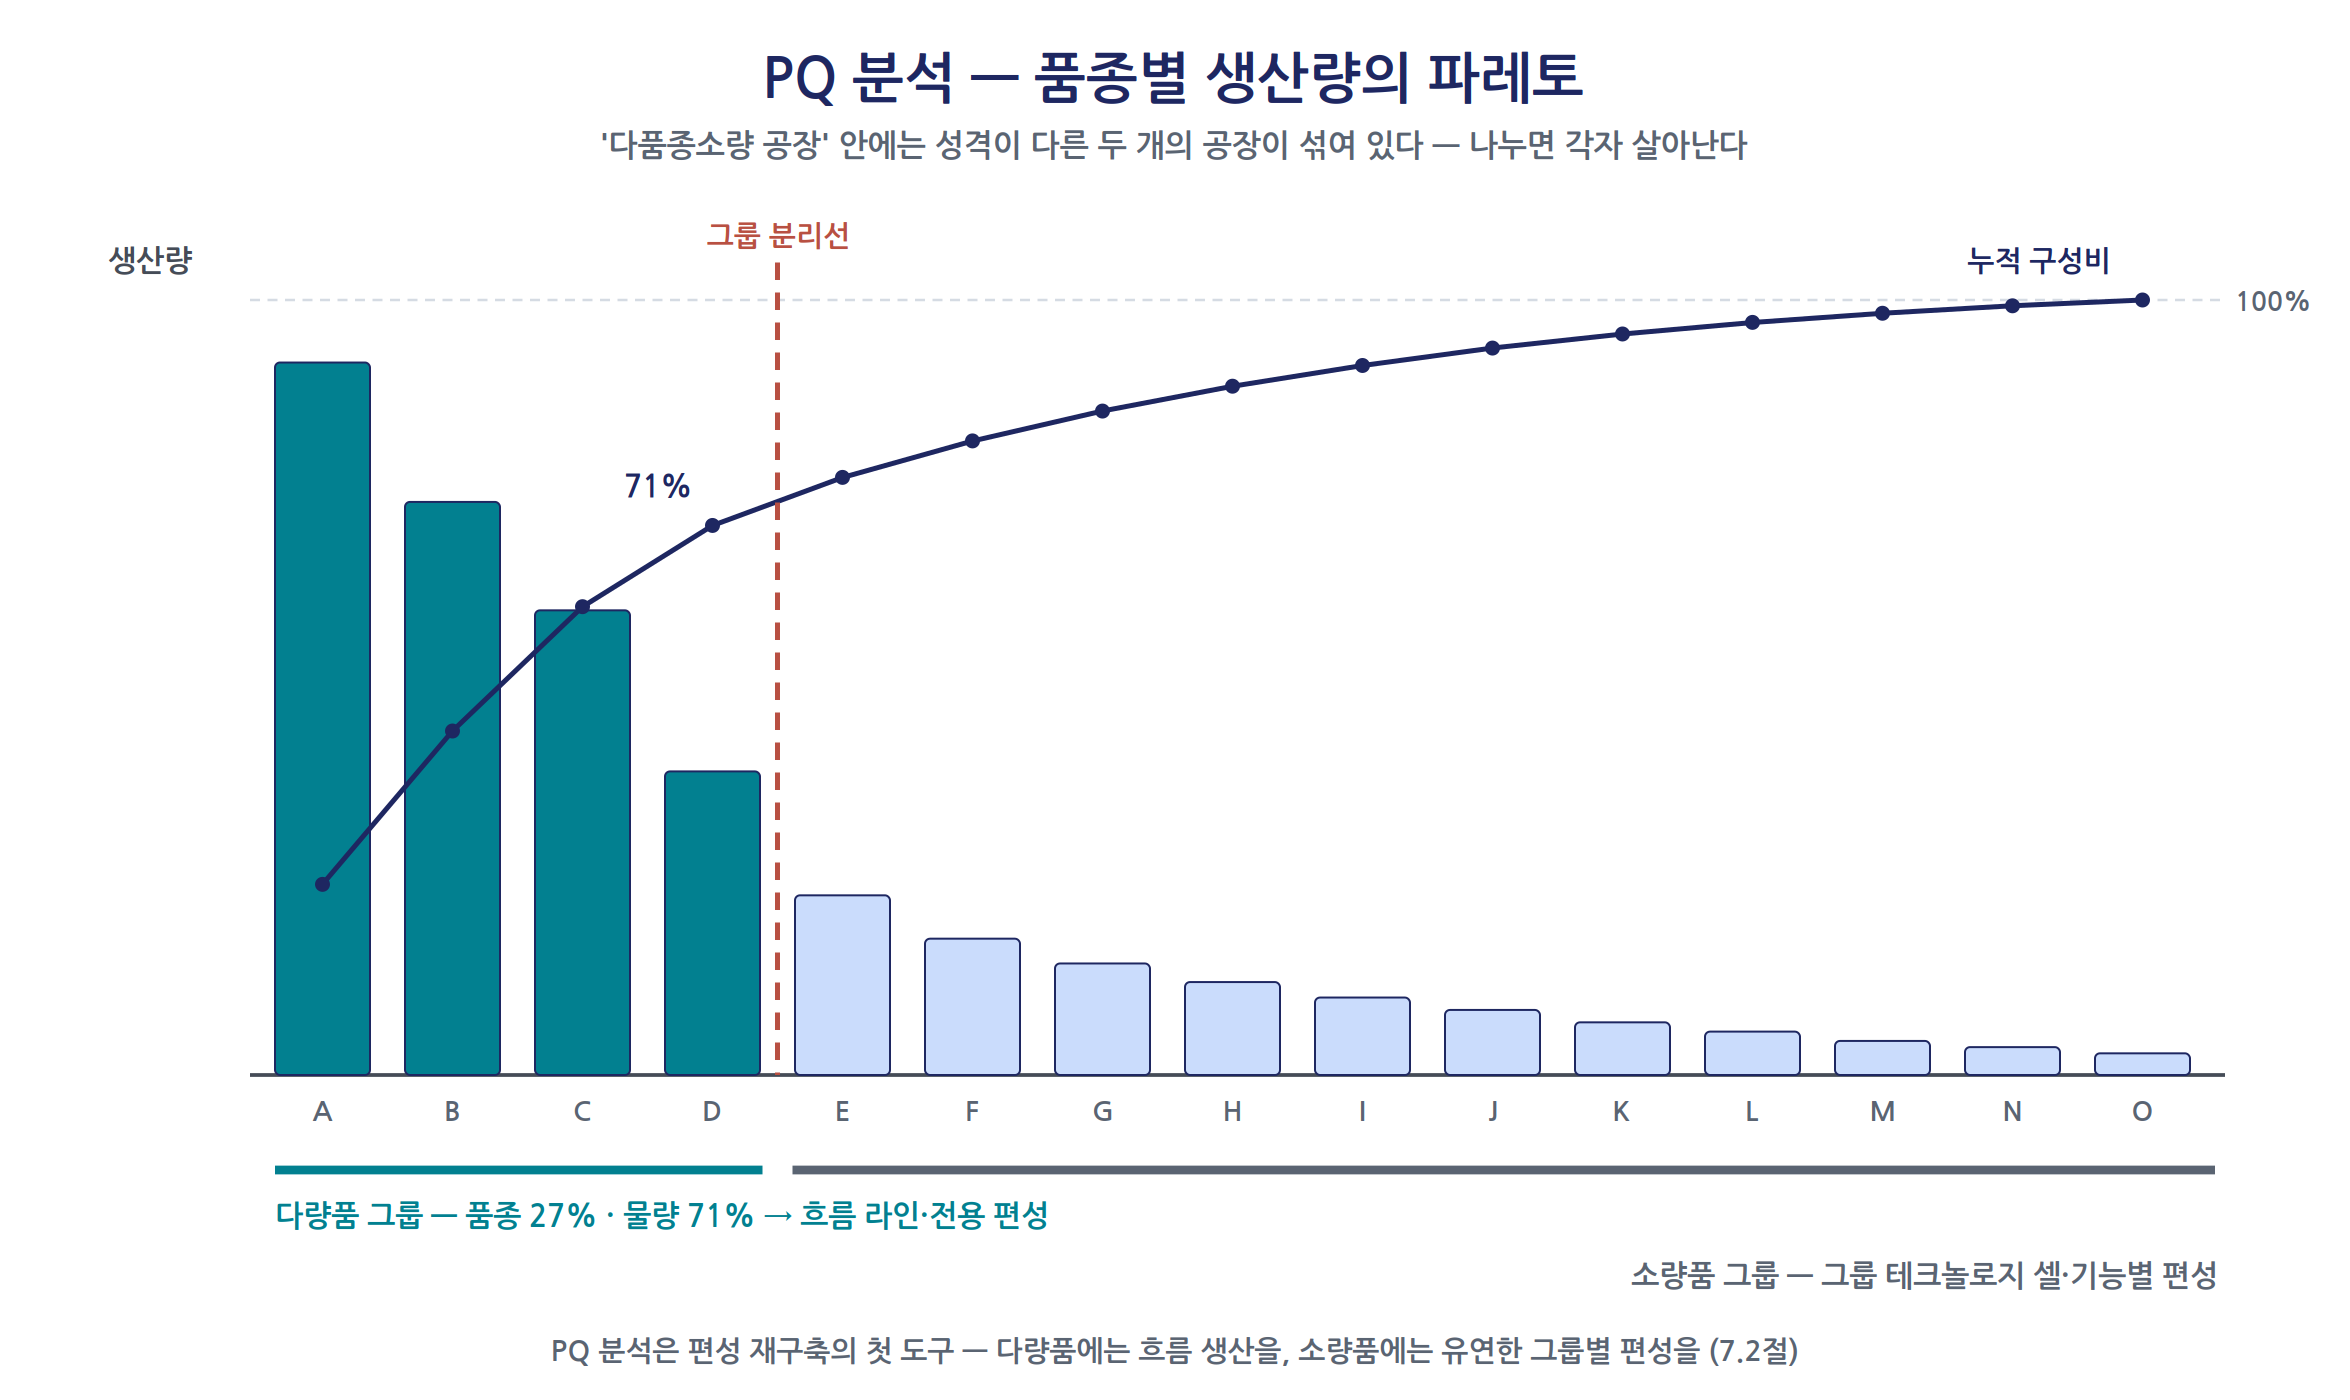 PQ 분석 — 품종별 생산량의 파레토
'다품종소량 공장' 안에는 성격이 다른 두 개의 공장이 섞여 있다 — 나누면 각자 살아난다
그룹 분리선
생산량
누적 구성비
100%
71%
A B C D E F G H I J K L M N O
다량품 그룹 — 품종 27% · 물량 71% → 흐름 라인·전용 편성
소량품 그룹 — 그룹 테크놀로지 셀·기능별 편성
PQ 분석은 편성 재구축의 첫 도구 — 다량품에는 흐름 생산을, 소량품에는 유연한 그룹별 편성을 (7.2절)